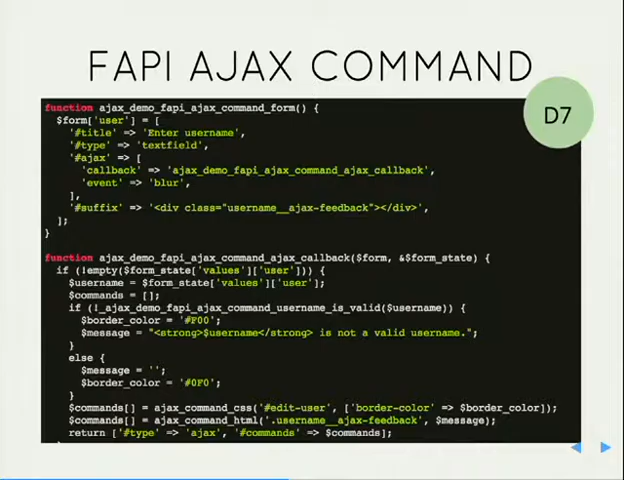 FAPI AJAX COMMAND
D7
function ajax_demo_fapi_ajax_command_form() {
  $form['user'] = [
    '#title' => 'Enter username',
    '#type' => 'textfield',
    '#ajax' => [
      'callback' => 'ajax_demo_fapi_ajax_command_ajax_callback',
      'event' => 'blur',
    ],
    '#suffix' => '<div class="username__ajax-feedback"></div>',
  ];
}
function ajax_demo_fapi_ajax_command_ajax_callback($form, &$form_state) {
  if (!empty($form_state['values']['user'])) {
    $username = $form_state['values']['user'];
    $commands = [];
    if (!_ajax_demo_fapi_ajax_command_username_is_valid($username)) {
      $border_color = '#F00';
      $message = "<strong>$username</strong> is not a valid username.";
    }
    else {
      $message = '';
      $border_color = '#0F0';
    }
    $commands[] = ajax_command_css('#edit-user', ['border-color' => $border_color]);
    $commands[] = ajax_command_html('.username__ajax-feedback', $message);
    return ['#type' => 'ajax', '#commands' => $commands];